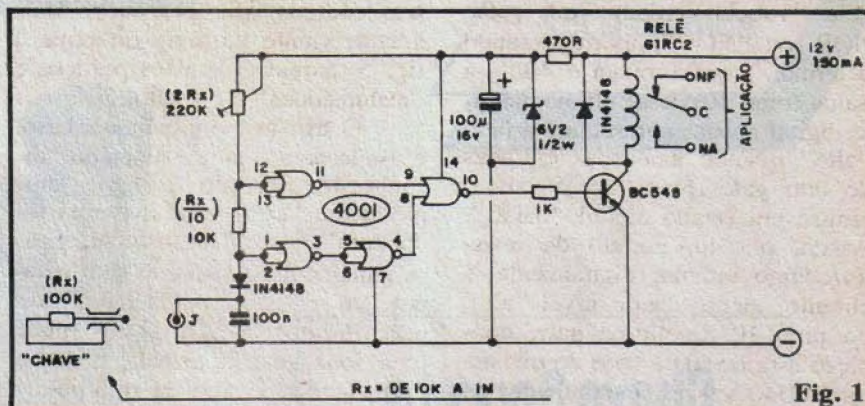 RELÊ
61RC2
470R
12v
150mA
(2Rx)
220K
+
100µ
16v
6V2
1/2W
1N4148
NF
C
NA
APLICAÇÃO
12
13
11
14
9
8
10
4001
(Rx/10)
10K
1
2
3
5
6
4
7
1K
BC548
1N4148
(Rx)
100K
J
100n
"CHAVE"
Rx = DE 10K A 1M
Fig. 1